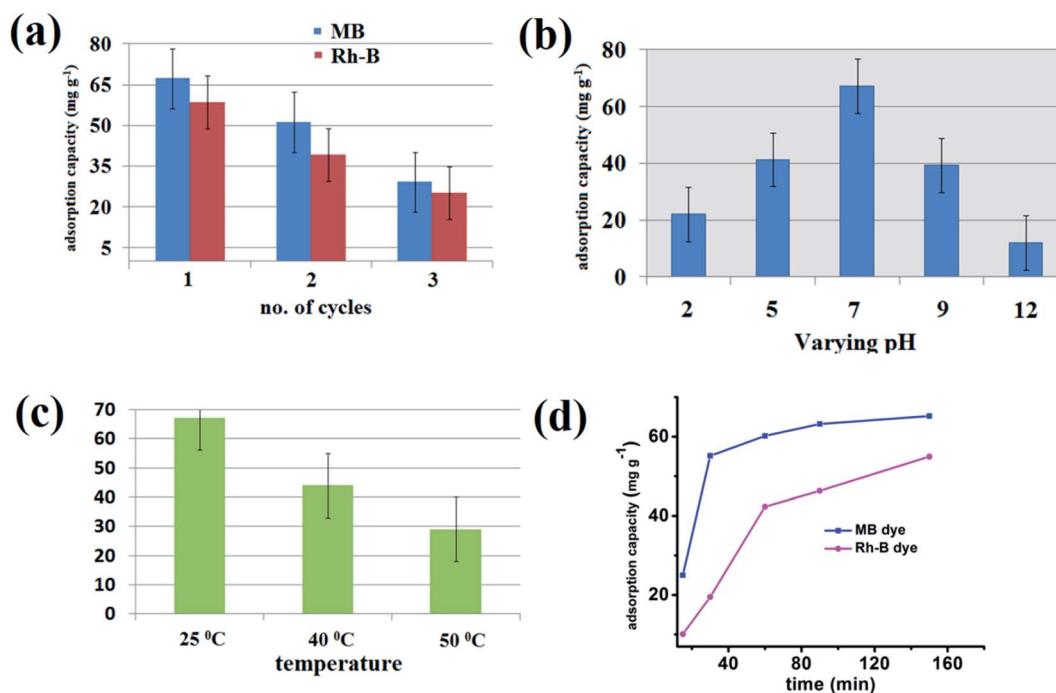 (a)
MB
Rh-B
adsorption capacity (mg g⁻¹)
80
65
50
35
20
5
1 2 3
no. of cycles
(b)
adsorption capacity (mg g⁻¹)
80
60
40
20
0
2 5 7 9 12
Varying pH
(c)
70
60
50
40
30
20
10
0
25 ⁰C 40 ⁰C 50 ⁰C
temperature
(d)
adsorption capacity (mg g⁻¹)
60
40
20
MB dye
Rh-B dye
40 80 120 160
time (min)